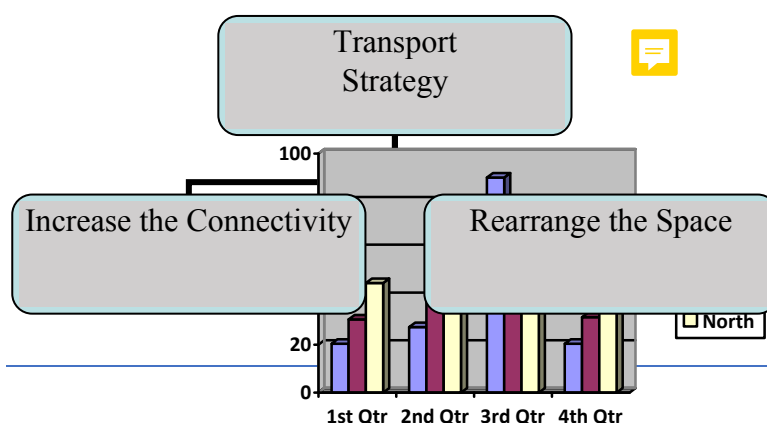 Transport
Strategy
100
Increase the Connectivity
Rearrange the Space
North
20
0
1st Qtr 2nd Qtr 3rd Qtr 4th Qtr